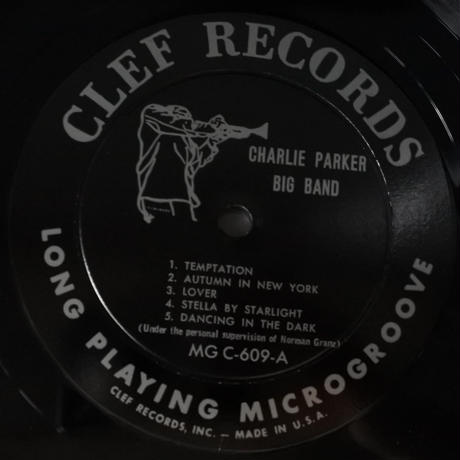 CLEF RECORDS
CHARLIE PARKER
BIG BAND
1. TEMPTATION
2. AUTUMN IN NEW YORK
3. LOVER
4. STELLA BY STARLIGHT
5. DANCING IN THE DARK
(Under the personal supervision of Norman Granz)
MG C-609-A
LONG PLAYING MICROGROOVE
CLEF RECORDS, INC. — MADE IN U.S.A.